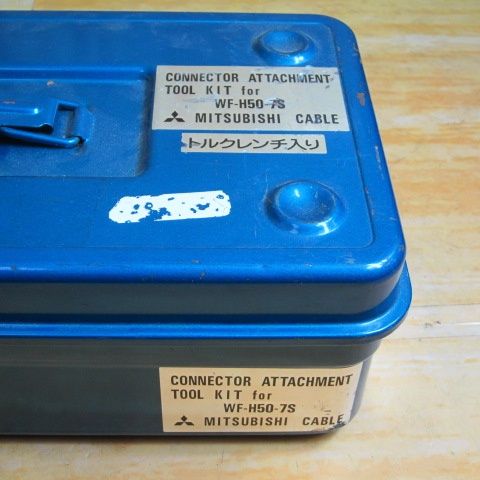 CONNECTOR ATTACHMENT
TOOL KIT for
WF-H50-7S
MITSUBISHI CABLE
トルクレンチ入り
CONNECTOR ATTACHMENT
TOOL KIT for
WF-H50-7S
MITSUBISHI CABLE